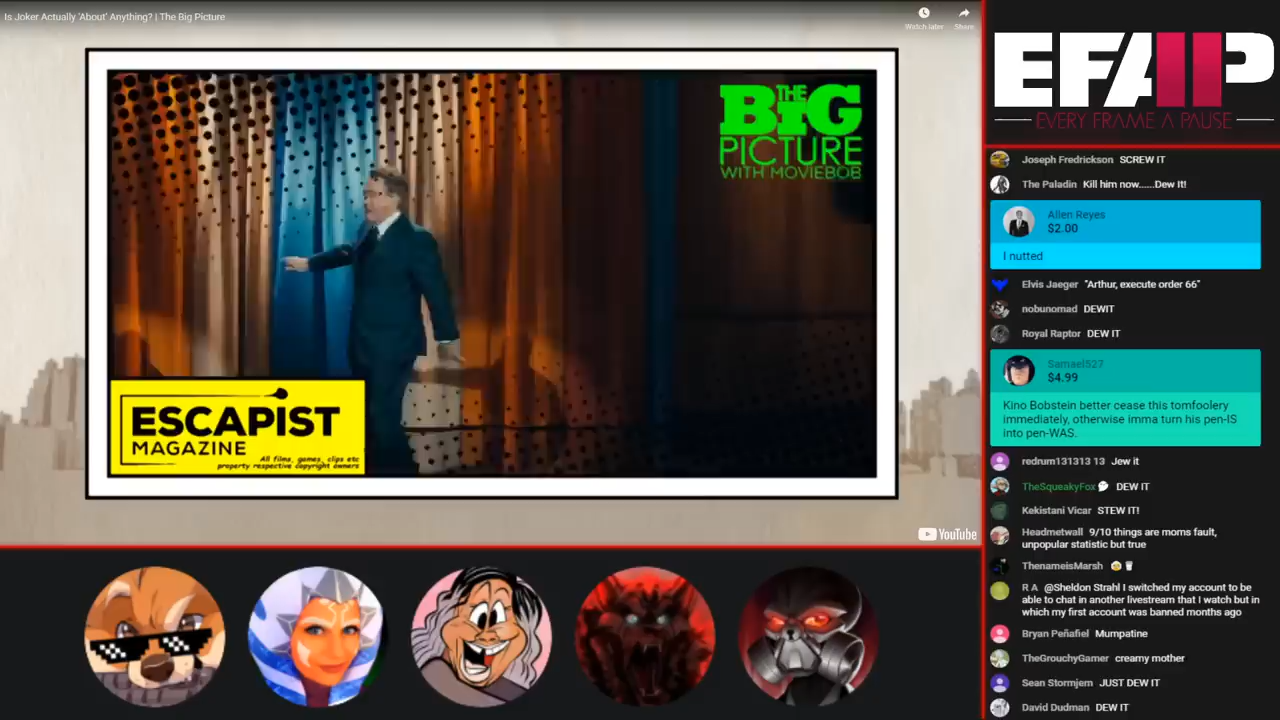 Is Joker Actually 'About' Anything? | The Big Picture
Watch later
Share
THE
BiG
PICTURE
WITH MOVIEBOB
ESCAPIST
MAGAZINE
All films, games, clips etc
property respective copyright owners
YouTube
EFAP
EVERY FRAME A PAUSE
Joseph Fredrickson SCREW IT
The Paladin Kill him now......Dew It!
Allen Reyes
$2.00
I nutted
Elvis Jaeger "Arthur, execute order 66"
nobunomad DEWIT
Royal Raptor DEW IT
Samael527
$4.99
Kino Bobstein better cease this tomfoolery
immediately, otherwise imma turn his pen-IS
into pen-WAS.
redrum131313 13 Jew it
TheSqueakyFox DEW IT
Kekistani Vicar STEW IT!
Headmetwall 9/10 things are moms fault,
unpopular statistic but true
ThenameisMarsh
R A @Sheldon Strahl I switched my account to be
able to chat in another livestream that I watch but in
which my first account was banned months ago
Bryan Peñafiel Mumpatine
TheGrouchyGamer creamy mother
Sean Stormjem JUST DEW IT
David Dudman DEW IT